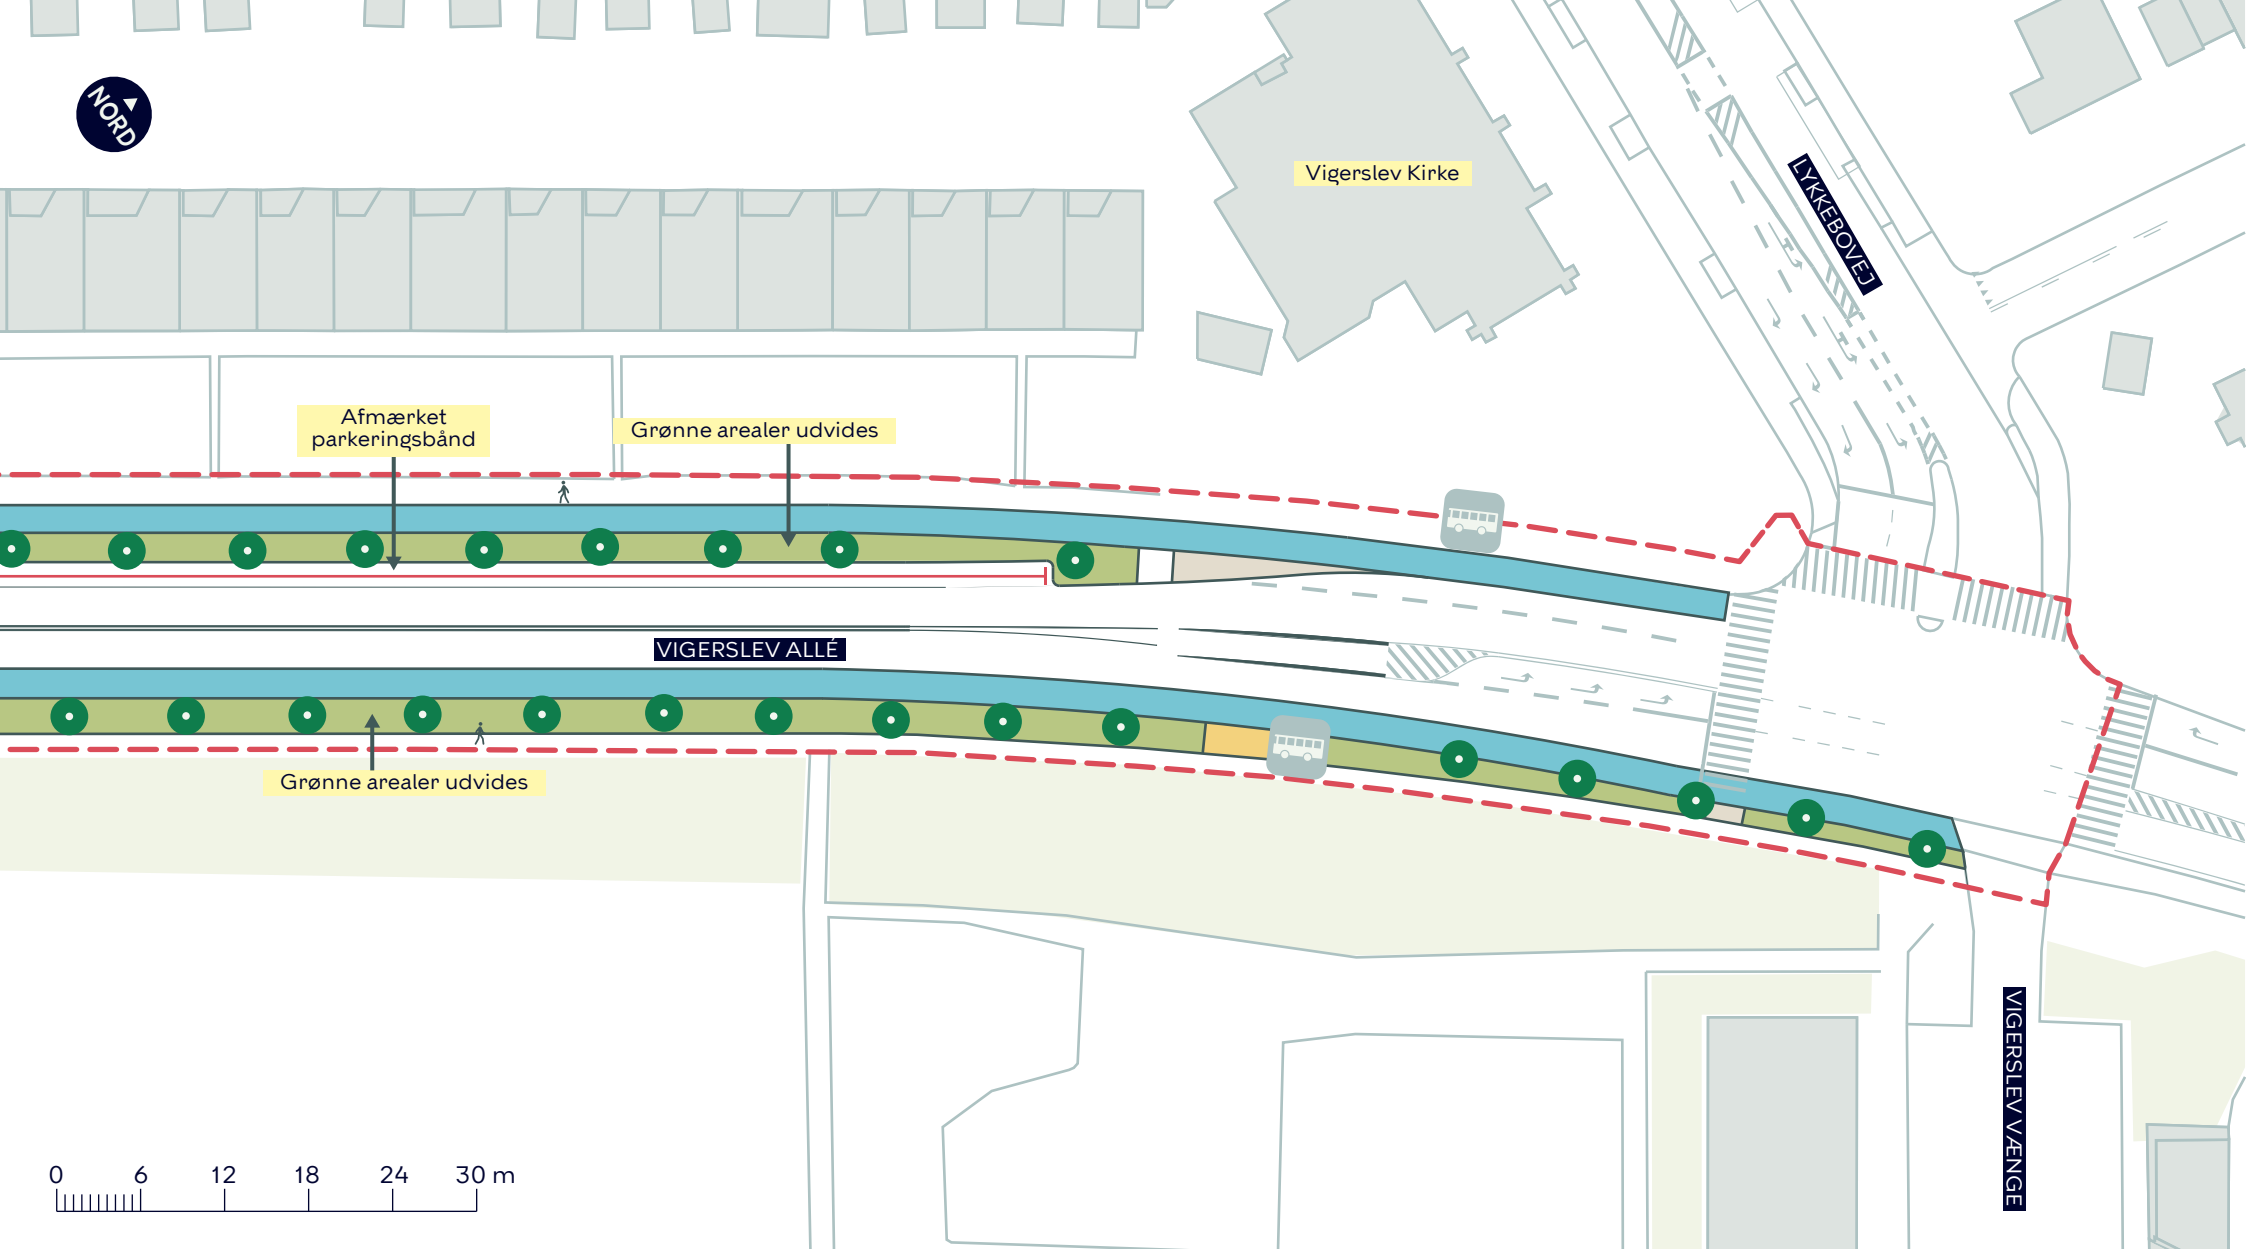 NORD
Vigerslev Kirke
LYKKEBOVEJ
Afmærket
parkeringsbånd
Grønne arealer udvides
VIGERSLEV ALLÉ
Grønne arealer udvides
VIGERSLEV VÆNGE
0 6 12 18 24 30 m